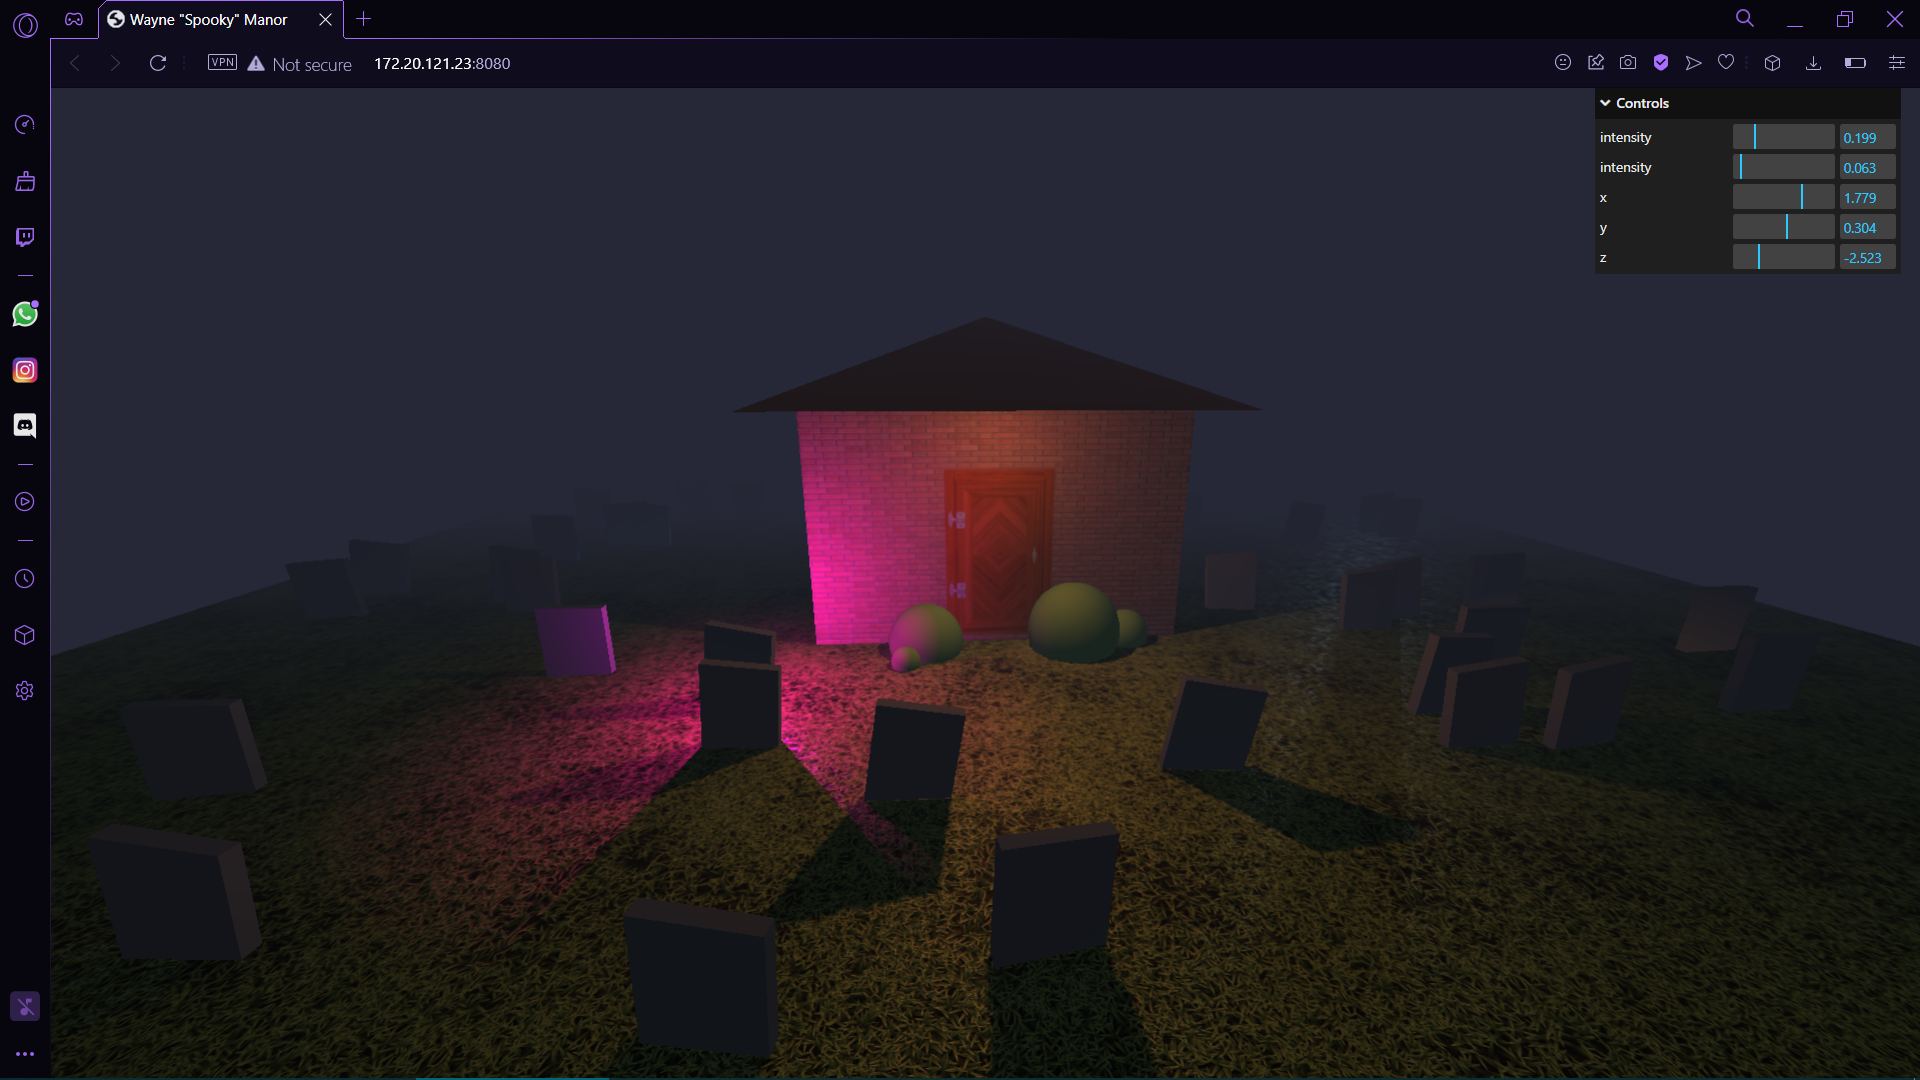 Wayne "Spooky" Manor
VPN
Not secure
172.20.121.23:8080
Controls
intensity 0.199
intensity 0.063
x 1.779
y 0.304
z -2.523